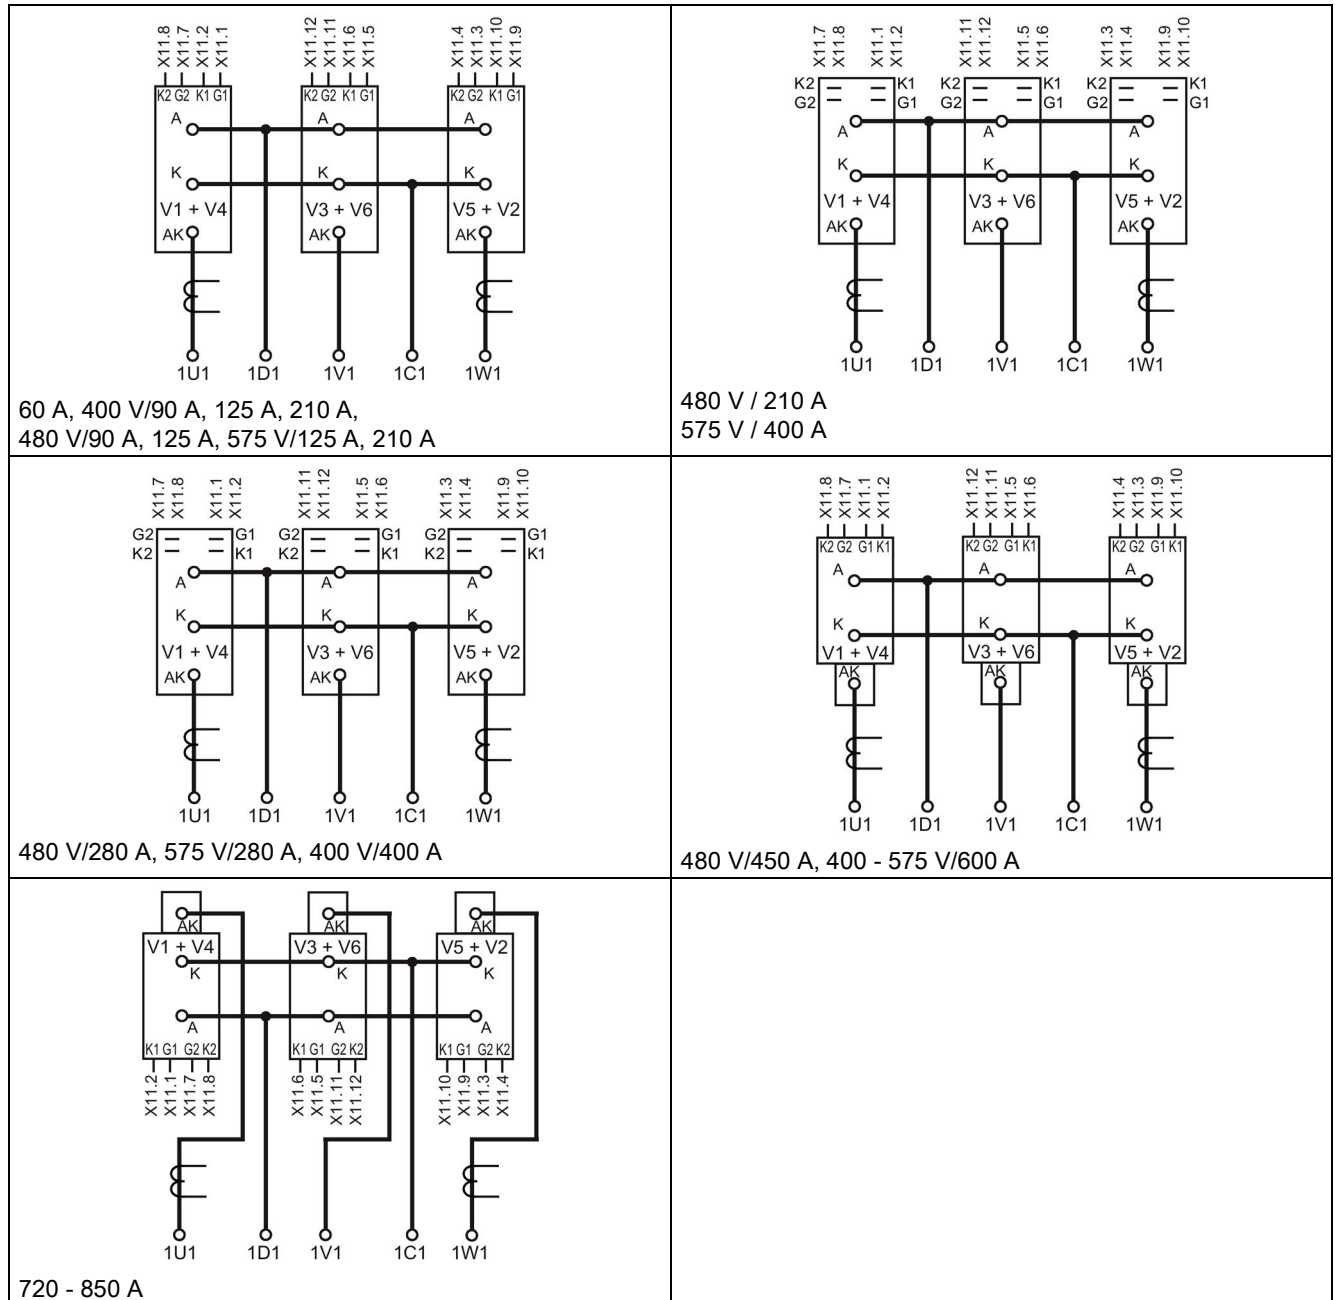 X11.8 X11.7 X11.2 X11.1 X11.12 X11.11 X11.6 X11.5 X11.4 X11.3 X11.10 X11.9
K2 G2 K1 G1 K2 G2 K1 G1 K2 G2 K1 G1
A A
K K K
V1 + V4 V3 + V6 V5 + V2
AK AK AK
1U1 1D1 1V1 1C1 1W1
60 A, 400 V/90 A, 125 A, 210 A,
480 V/90 A, 125 A, 575 V/125 A, 210 A
X11.7 X11.8 X11.1 X11.2 X11.11 X11.12 X11.5 X11.6 X11.3 X11.4 X11.9 X11.10
K2 K1 K2 K1 K2 K1
G2 G1 G2 G1 G2 G1
A A A
K K K
V1 + V4 V3 + V6 V5 + V2
AK AK AK
1U1 1D1 1V1 1C1 1W1
480 V / 210 A
575 V / 400 A
X11.7 X11.8 X11.1 X11.2 X11.11 X11.12 X11.5 X11.6 X11.3 X11.4 X11.9 X11.10
G2 G1 G2 G1 G2 G1
K2 K1 K2 K1 K2 K1
A A A
K K K
V1 + V4 V3 + V6 V5 + V2
AK AK AK
1U1 1D1 1V1 1C1 1W1
480 V/280 A, 575 V/280 A, 400 V/400 A
X11.8 X11.7 X11.1 X11.2 X11.12 X11.11 X11.5 X11.6 X11.4 X11.3 X11.9 X11.10
K2 G2 G1 K1 K2 G2 G1 K1 K2 G2 G1 K1
A A A
K K K
V1 + V4 V3 + V6 V5 + V2
AK AK AK
1U1 1D1 1V1 1C1 1W1
480 V/450 A, 400 - 575 V/600 A
AK AK AK
V1 + V4 V3 + V6 V5 + V2
K K K
A A A
K1 G1 G2 K2 K1 G1 G2 K2 K1 G1 G2 K2
X11.2 X11.1 X11.7 X11.8 X11.6 X11.5 X11.11 X11.12 X11.10 X11.9 X11.3 X11.4
1U1 1D1 1V1 1C1 1W1
720 - 850 A